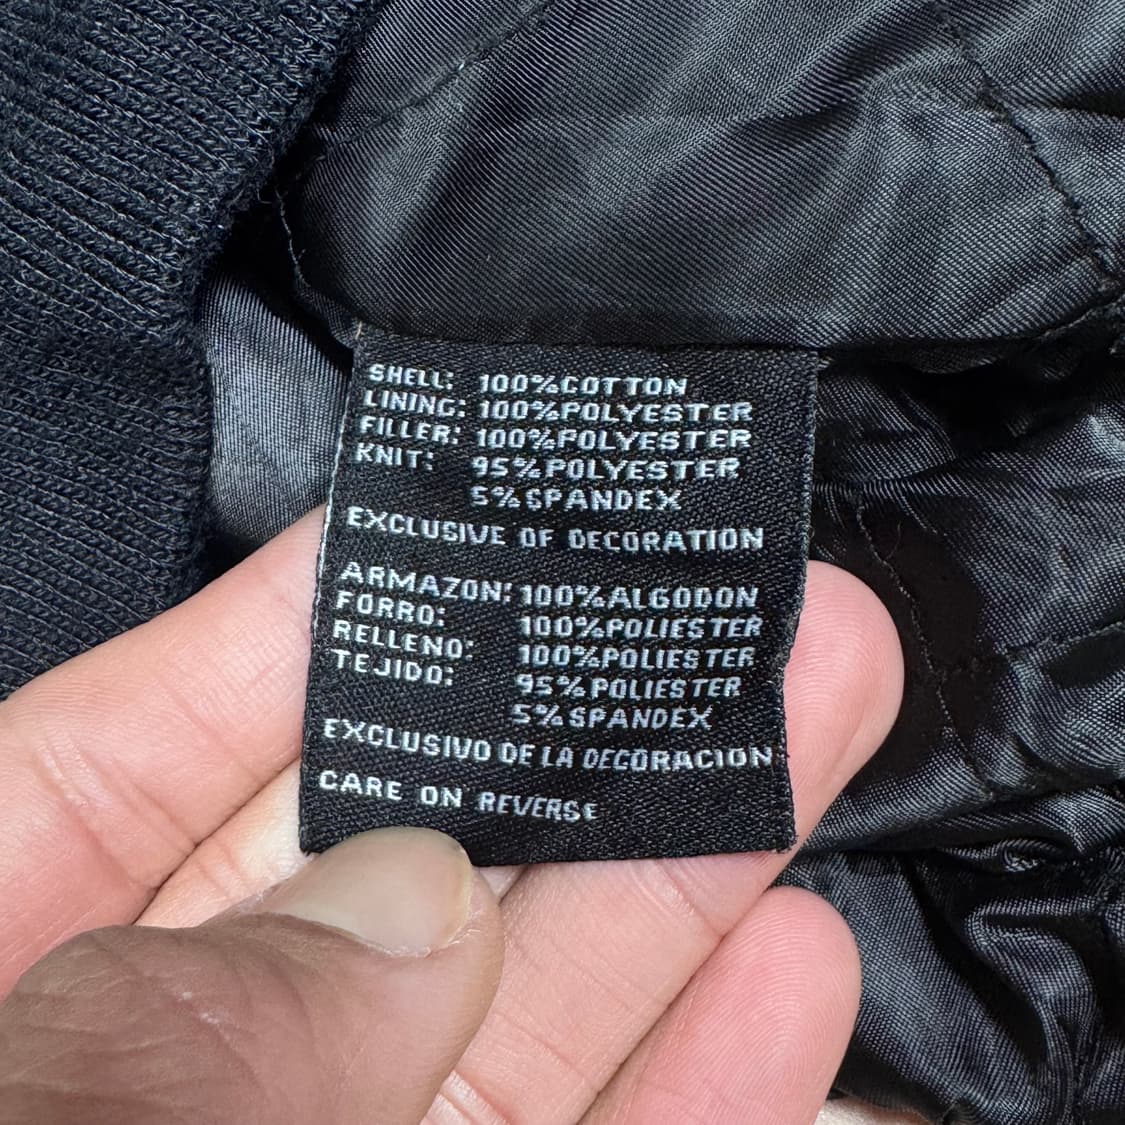 SHELL: 100%COTTON
LINING: 100%POLYESTER
FILLER: 100%POLYESTER
KNIT: 95%POLYESTER
5%SPANDEX
EXCLUSIVE OF DECORATION
ARMAZON: 100%ALGODON
FORRO: 100%POLIESTER
RELLENO: 100%POLIESTER
TEJIDO: 95%POLIESTER
5%SPANDEX
EXCLUSIVO DE LA DECORACION
CARE ON REVERSE